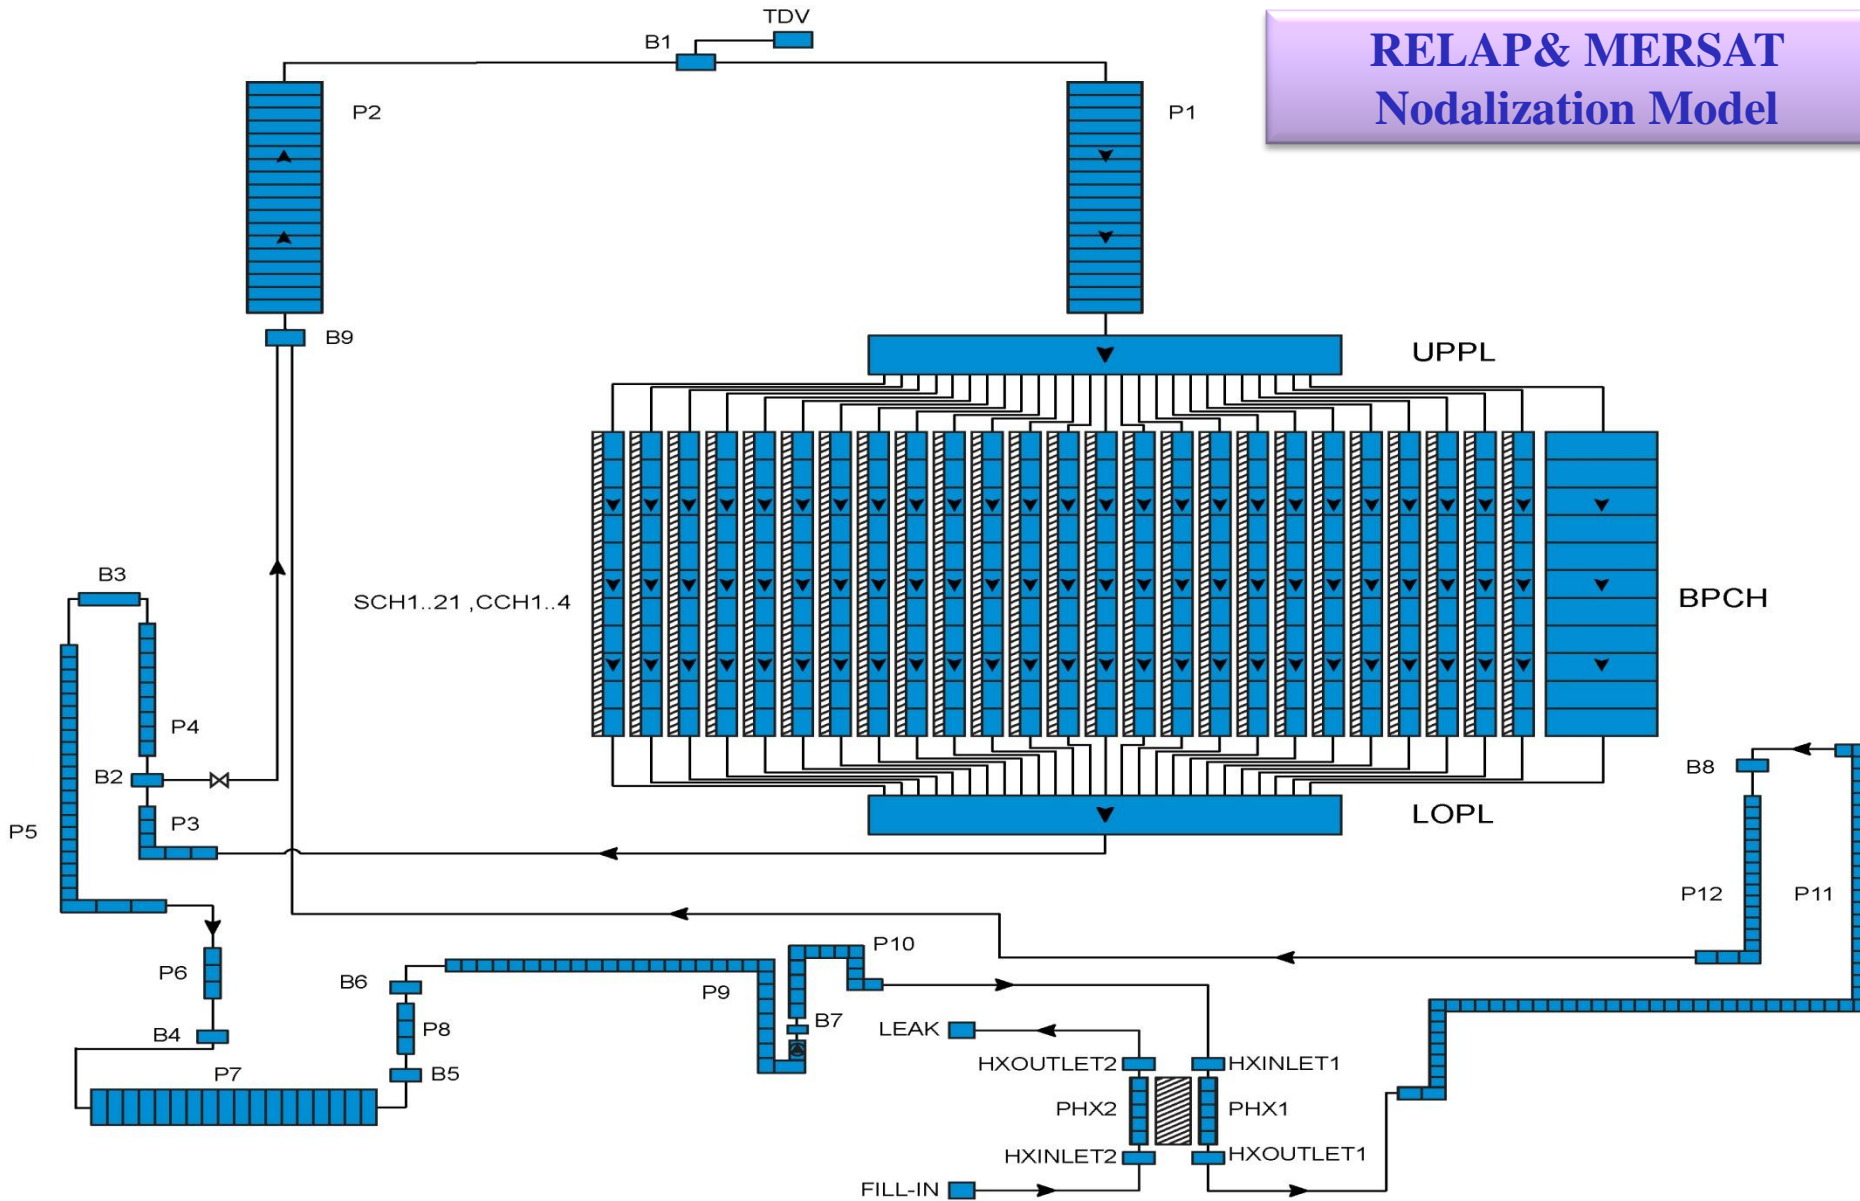 TDV
B1
RELAP& MERSAT
Nodalization Model
P2
P1
B9
UPPL
B3
SCH1..21 ,CCH1..4
BPCH
P4
B2
B8
P3
LOPL
P5
P12
P11
P10
P6
B6
P9
B7
P8
LEAK
B4
HXOUTLET2
HXINLET1
P7
B5
PHX2
PHX1
HXINLET2
HXOUTLET1
FILL-IN